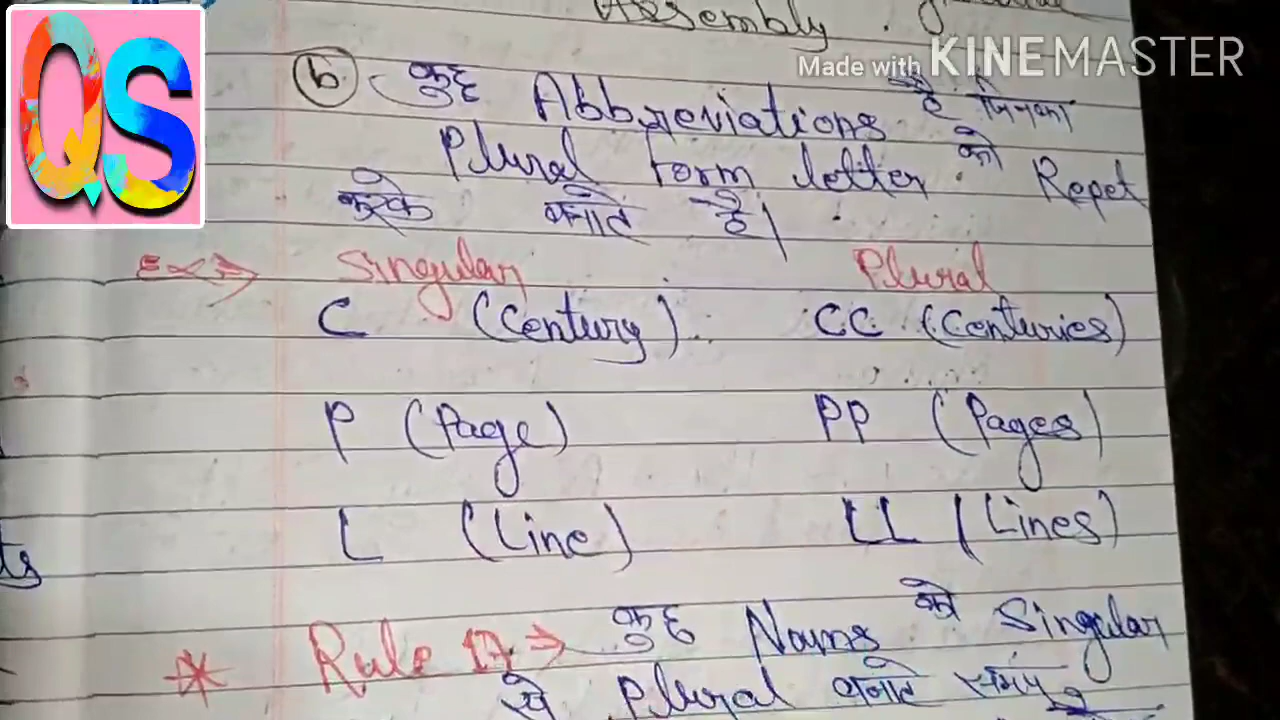 Assembly .
QS
Made with KINEMASTER
(b) कुछ Abbreviations है जिनका
Plural form letter को Repet
करके बनाते है।
Ex ⇒ Singular Plural
C (Century) CC (Centuries)
P (Page) PP (Pages)
L (Line) LL (Lines)
ts
* Rule 17 ⇒ कुछ Nouns को Singular
से Plural बनाते समय